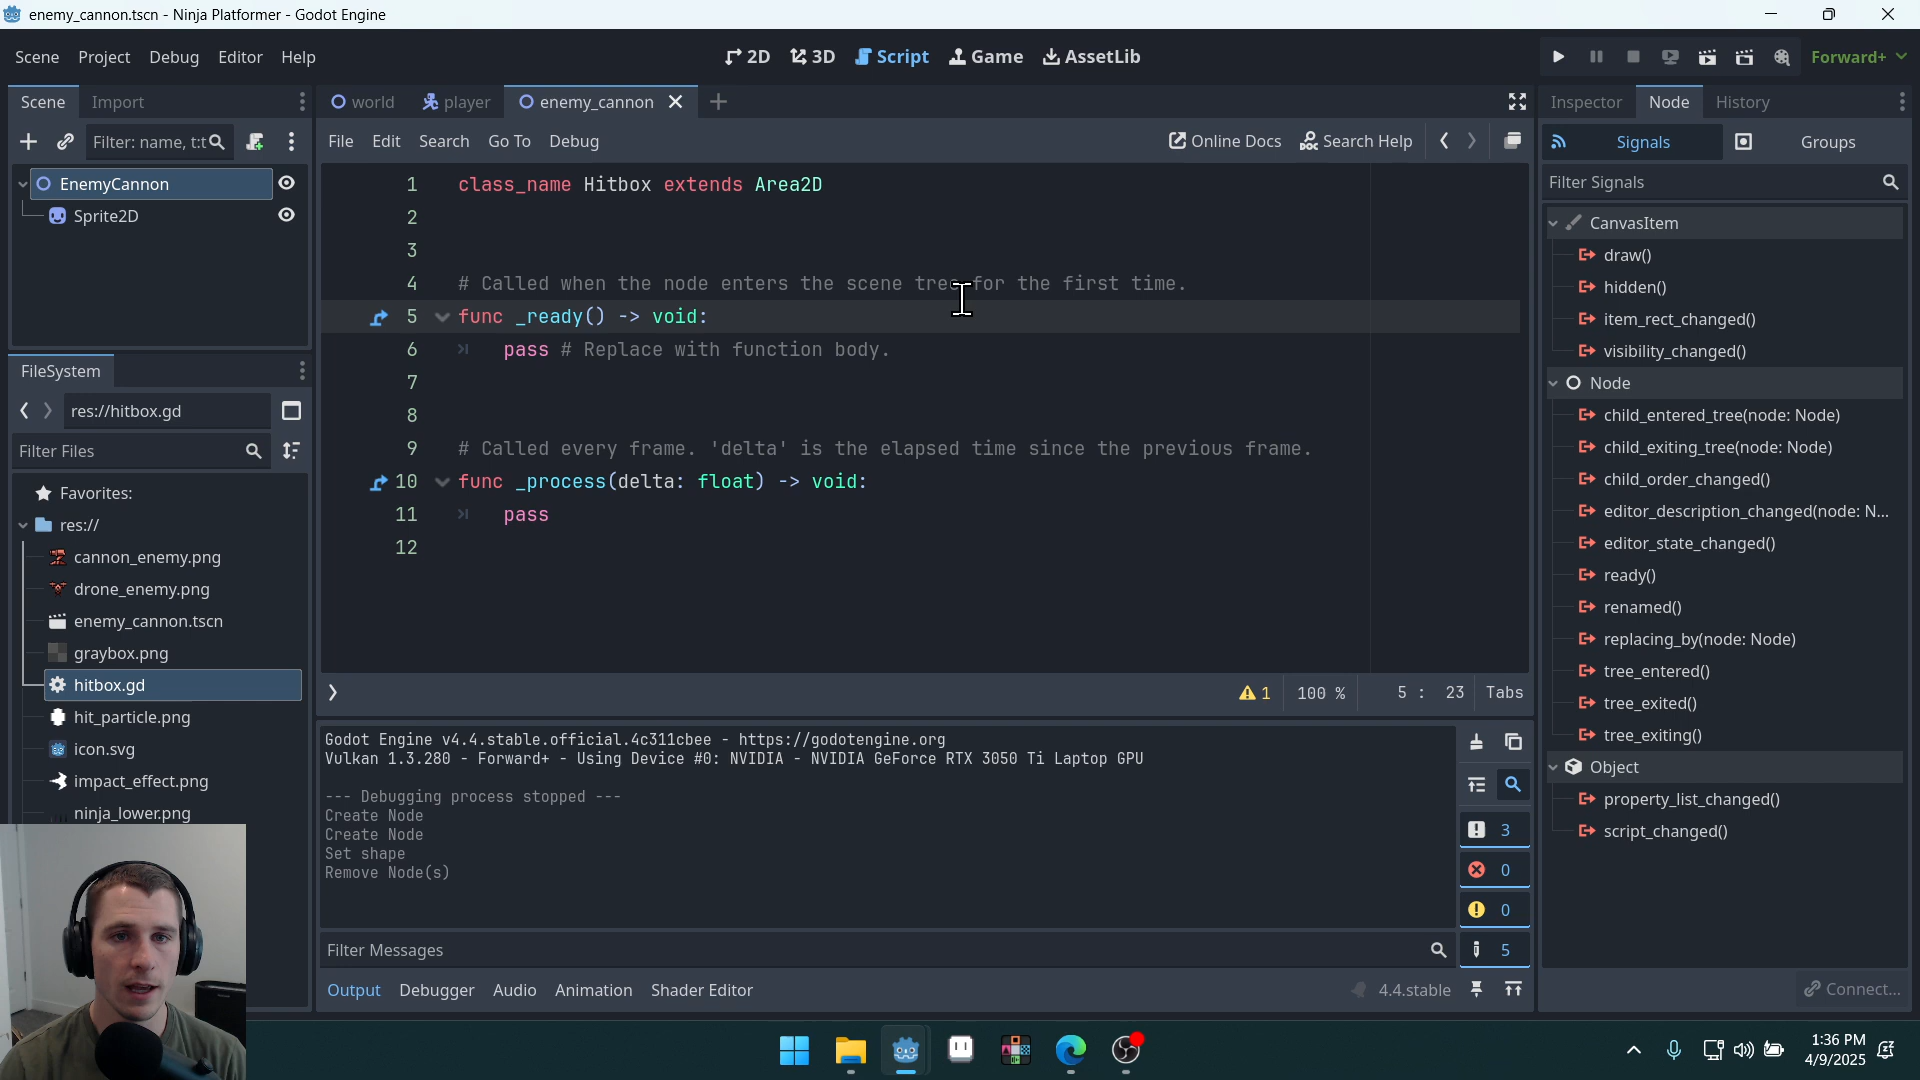 enemy_cannon.tscn - Ninja Platformer - Godot Engine
Scene Project Debug Editor Help
2D 3D Script Game AssetLib
Forward+
Scene Import
world player enemy_cannon
Inspector Node History
Filter: name, t:t
File Edit Search Go To Debug
Online Docs Search Help
Signals Groups
EnemyCannon
Sprite2D
Filter Signals
1 class_name Hitbox extends Area2D
2
3
4 # Called when the node enters the scene tree for the first time.
5 func _ready() -> void:
6 pass # Replace with function body.
7
8
9 # Called every frame. 'delta' is the elapsed time since the previous frame.
10 func _process(delta: float) -> void:
11 pass
12
CanvasItem
draw()
hidden()
item_rect_changed()
visibility_changed()
Node
child_entered_tree(node: Node)
child_exiting_tree(node: Node)
child_order_changed()
editor_description_changed(node: N...
editor_state_changed()
ready()
renamed()
replacing_by(node: Node)
tree_entered()
tree_exited()
tree_exiting()
Object
property_list_changed()
script_changed()
Connect...
FileSystem
res://hitbox.gd
Filter Files
Favorites:
res://
cannon_enemy.png
drone_enemy.png
enemy_cannon.tscn
graybox.png
hitbox.gd
hit_particle.png
icon.svg
impact_effect.png
ninja_lower.png
1 100 % 5 : 23 Tabs
Godot Engine v4.4.stable.official.4c311cbee - https://godotengine.org
Vulkan 1.3.280 - Forward+ - Using Device #0: NVIDIA - NVIDIA GeForce RTX 3050 Ti Laptop GPU
--- Debugging process stopped ---
Create Node
Create Node
Set shape
Remove Node(s)
3
0
0
5
Filter Messages
Output Debugger Audio Animation Shader Editor
4.4.stable
1:36 PM
4/9/2025